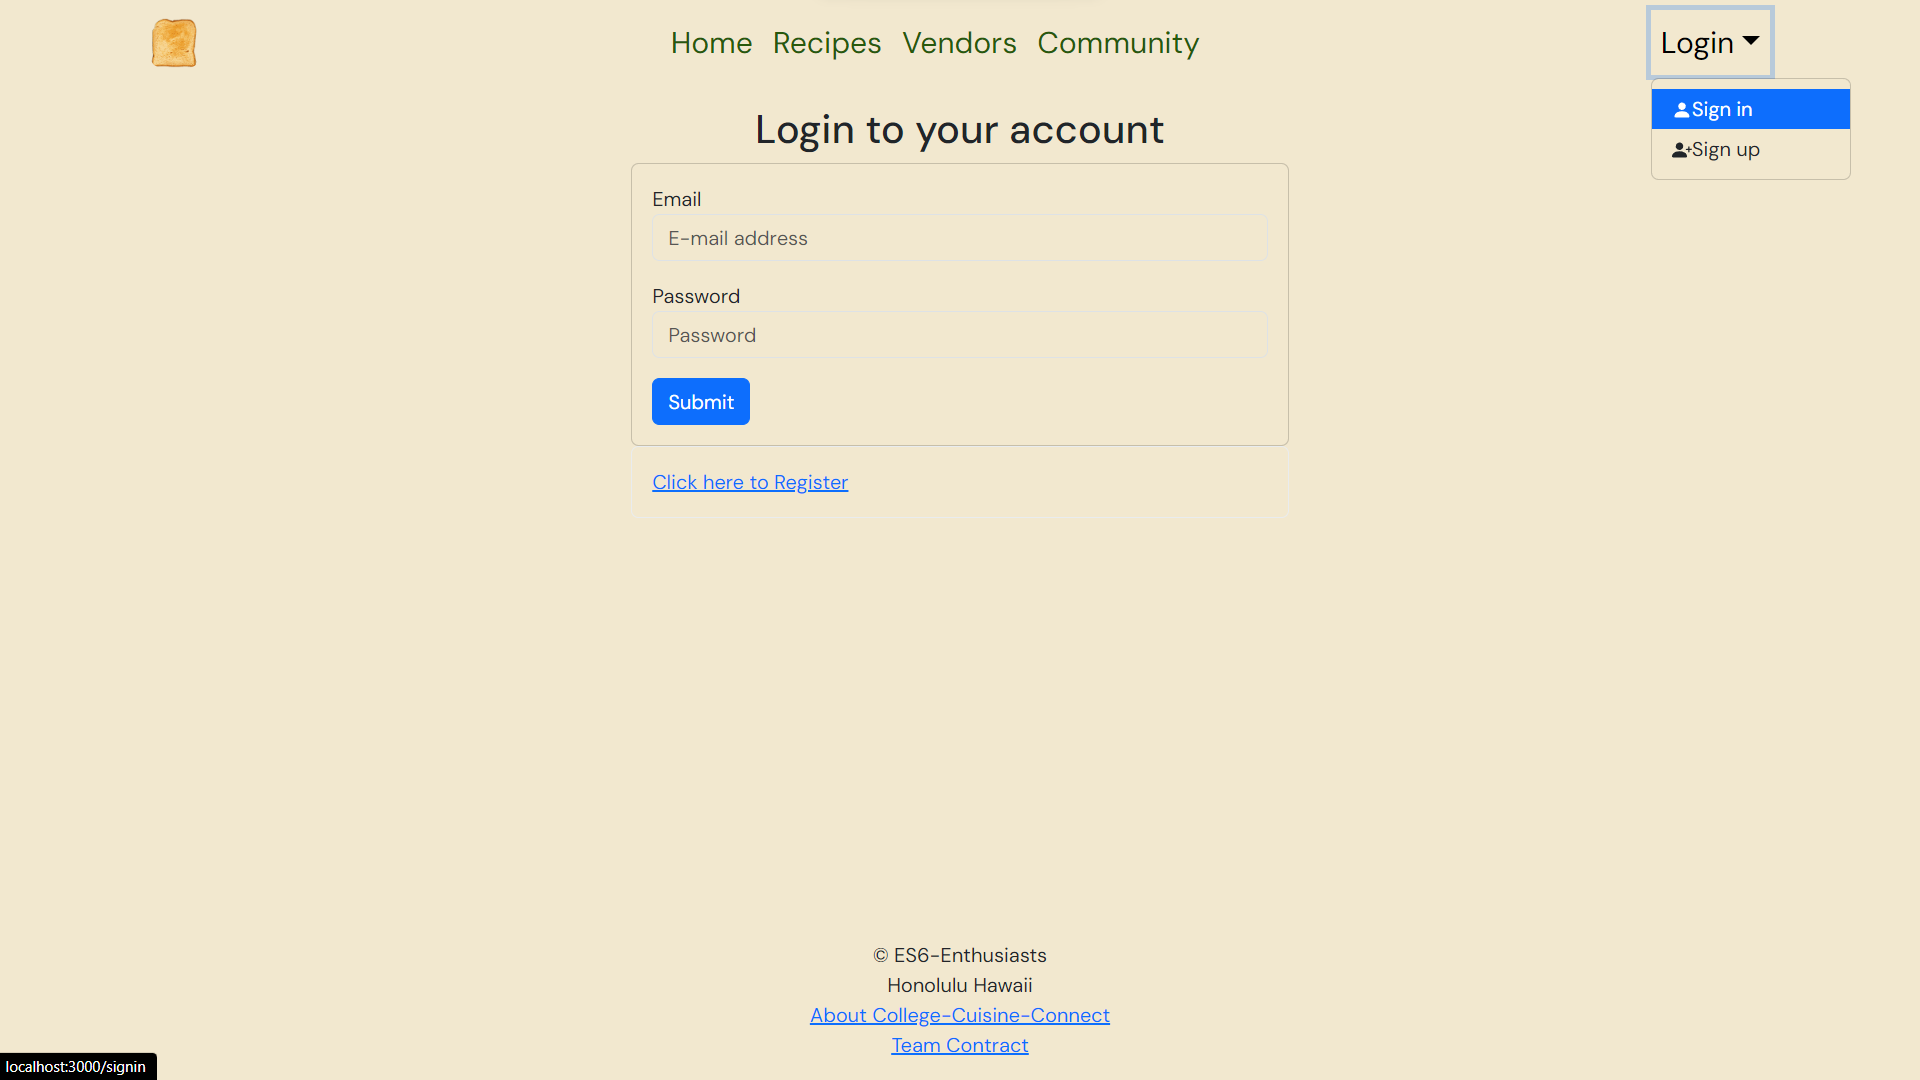 Home Recipes Vendors Community
Login
Sign in
Sign up
Login to your account
Email
E-mail address
Password
Password
Submit
Click here to Register
© ES6-Enthusiasts
Honolulu Hawaii
About College-Cuisine-Connect
Team Contract
localhost:3000/signin